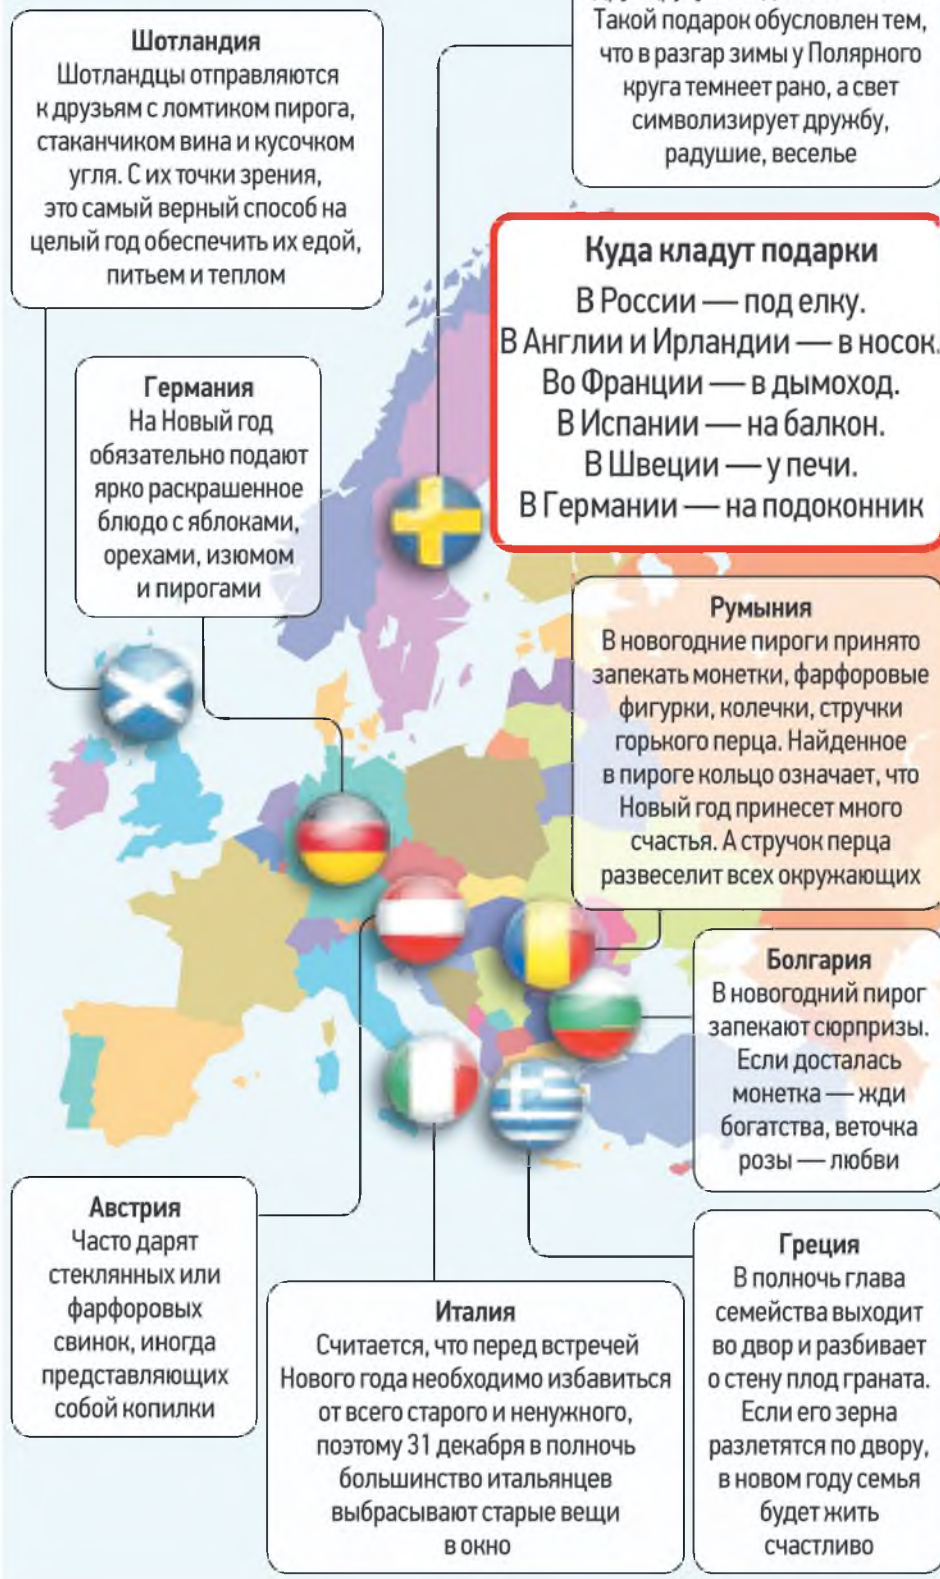 Такой подарок обусловлен тем,
что в разгар зимы у Полярного
круга темнеет рано, а свет
символизирует дружбу,
радушие, веселье
Шотландия
Шотландцы отправляются
к друзьям с ломтиком пирога,
стаканчиком вина и кусочком
угля. С их точки зрения,
это самый верный способ на
целый год обеспечить их едой,
питьем и теплом
Куда кладут подарки
В России — под елку.
В Англии и Ирландии — в носок.
Во Франции — в дымоход.
В Испании — на балкон.
В Швеции — у печи.
В Германии — на подоконник
Германия
На Новый год
обязательно подают
ярко раскрашенное
блюдо с яблоками,
орехами, изюмом
и пирогами
Румыния
В новогодние пироги принято
запекать монетки, фарфоровые
фигурки, колечки, стручки
горького перца. Найденное
в пироге кольцо означает, что
Новый год принесет много
счастья. А стручок перца
развеселит всех окружающих
Болгария
В новогодний пирог
запекают сюрпризы.
Если досталась
монетка — жди
богатства, веточка
розы — любви
Австрия
Часто дарят
стеклянных или
фарфоровых
свинок, иногда
представляющих
собой копилки
Италия
Считается, что перед встречей
Нового года необходимо избавиться
от всего старого и ненужного,
поэтому 31 декабря в полночь
большинство итальянцев
выбрасывают старые вещи
в окно
Греция
В полночь глава
семейства выходит
во двор и разбивает
о стену плод граната.
Если его зерна
разлетятся по двору,
в новом году семья
будет жить
счастливо